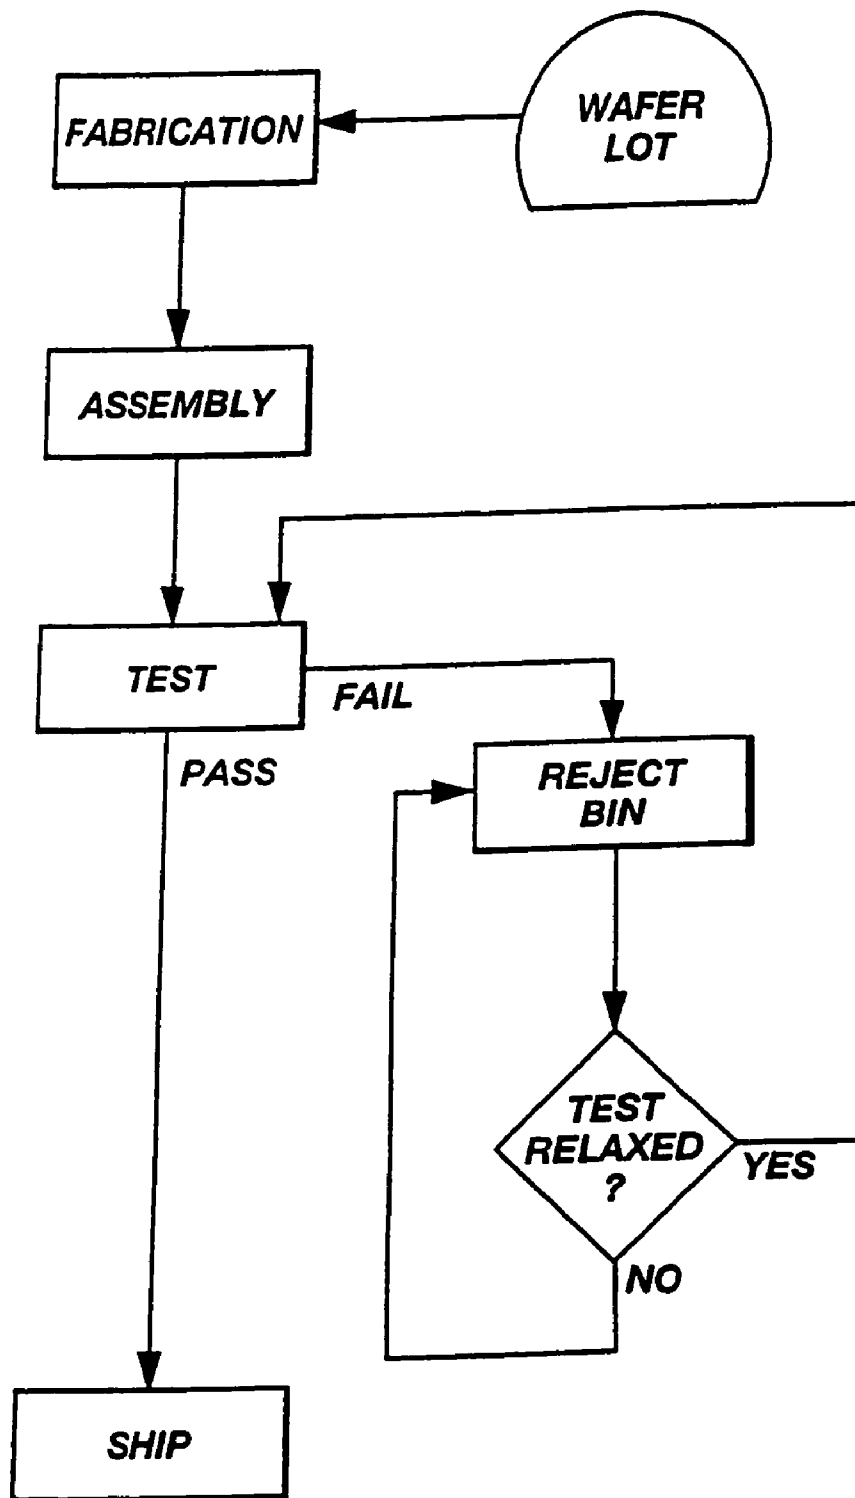 WAFER
LOT
FABRICATION
ASSEMBLY
TEST
FAIL
PASS
REJECT
BIN
TEST
RELAXED
?
YES
NO
SHIP